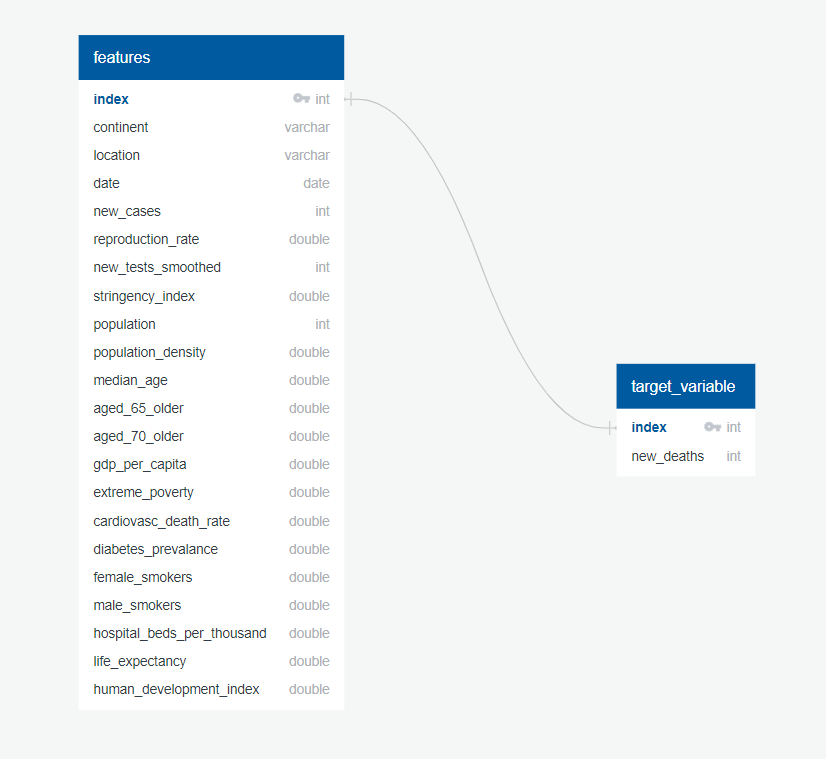 features
index int
continent varchar
location varchar
date date
new_cases int
reproduction_rate double
new_tests_smoothed int
stringency_index double
population int
population_density double
median_age double
aged_65_older double
aged_70_older double
gdp_per_capita double
extreme_poverty double
cardiovasc_death_rate double
diabetes_prevalance double
female_smokers double
male_smokers double
hospital_beds_per_thousand double
life_expectancy double
human_development_index double
target_variable
index int
new_deaths int